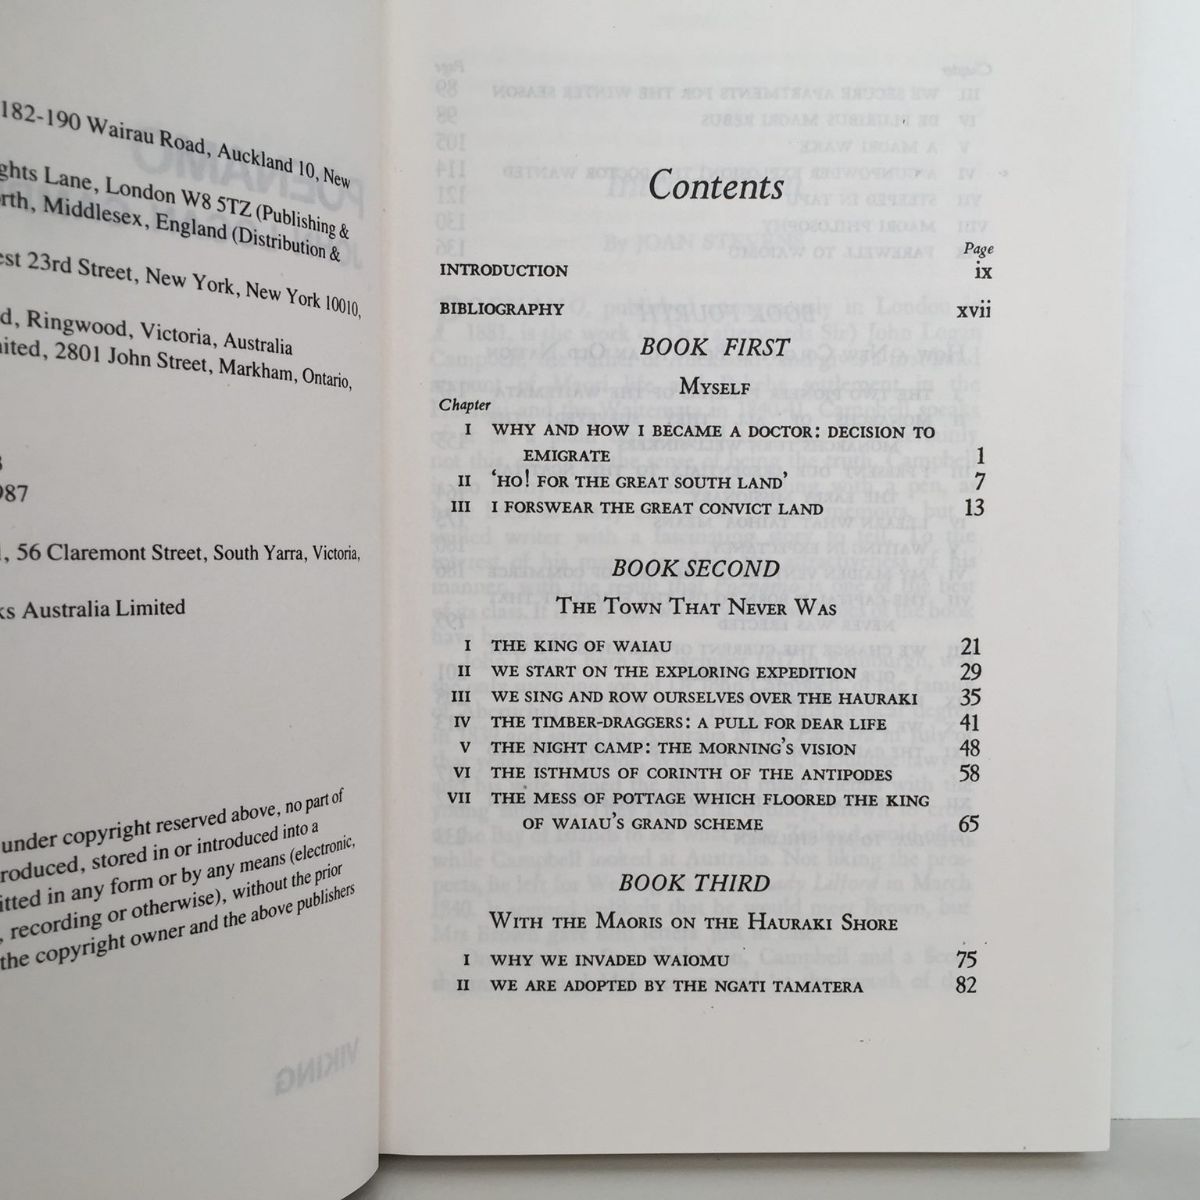 182-190 Wairau Road, Auckland 10, New
ghts Lane, London W8 5TZ (Publishing &
rth, Middlesex, England (Distribution &
est 23rd Street, New York, New York 10010,
d, Ringwood, Victoria, Australia
ited, 2801 John Street, Markham, Ontario,
987
, 56 Claremont Street, South Yarra, Victoria,
ks Australia Limited
under copyright reserved above, no part of
roduced, stored in or introduced into a
itted in any form or by any means (electronic,
, recording or otherwise), without the prior
the copyright owner and the above publishers
VIKING
Contents
Page
INTRODUCTION ix
BIBLIOGRAPHY xvii
BOOK FIRST
MYSELF
Chapter
I WHY AND HOW I BECAME A DOCTOR: DECISION TO
EMIGRATE 1
II 'HO! FOR THE GREAT SOUTH LAND' 7
III I FORSWEAR THE GREAT CONVICT LAND 13
BOOK SECOND
THE TOWN THAT NEVER WAS
I THE KING OF WAIAU 21
II WE START ON THE EXPLORING EXPEDITION 29
III WE SING AND ROW OURSELVES OVER THE HAURAKI 35
IV THE TIMBER-DRAGGERS: A PULL FOR DEAR LIFE 41
V THE NIGHT CAMP: THE MORNING'S VISION 48
VI THE ISTHMUS OF CORINTH OF THE ANTIPODES 58
VII THE MESS OF POTTAGE WHICH FLOORED THE KING
OF WAIAU'S GRAND SCHEME 65
BOOK THIRD
WITH THE MAORIS ON THE HAURAKI SHORE
I WHY WE INVADED WAIOMU 75
II WE ARE ADOPTED BY THE NGATI TAMATERA 82